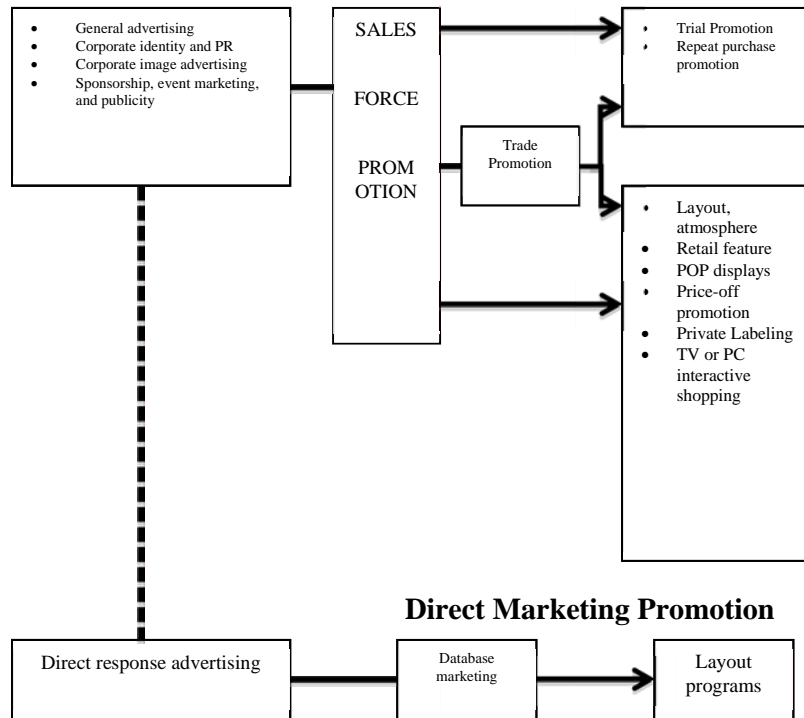 • General advertising
• Corporate identity and PR
• Corporate image advertising
• Sponsorship, event marketing,
and publicity
SALES
FORCE
PROM
OTION
Trade
Promotion
• Trial Promotion
• Repeat purchase
promotion
• Layout,
atmosphere
• Retail feature
• POP displays
• Price-off
promotion
• Private Labeling
• TV or PC
interactive
shopping
Direct Marketing Promotion
Direct response advertising
Database
marketing
Layout
programs